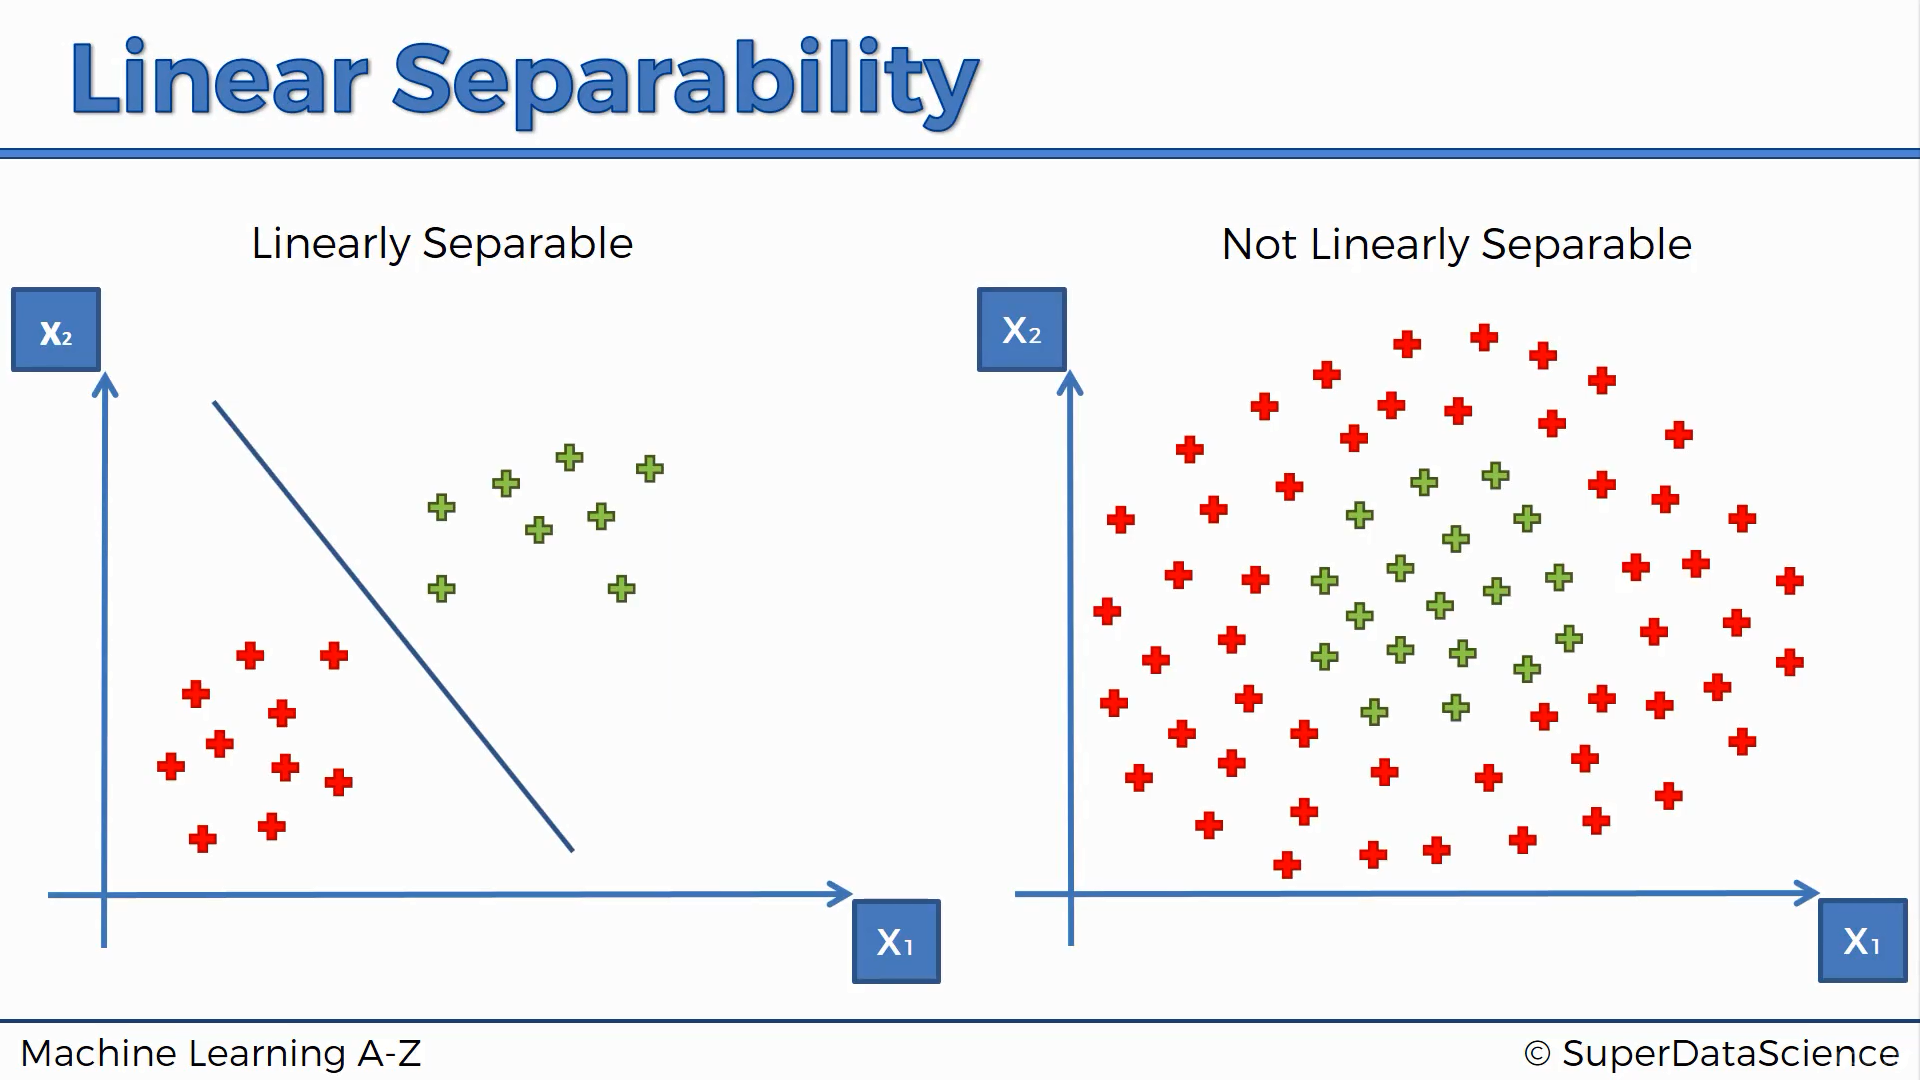 Linear Separability
Linearly Separable
Not Linearly Separable
X₂
X₂
X₁
X₁
Machine Learning A-Z
© SuperDataScience